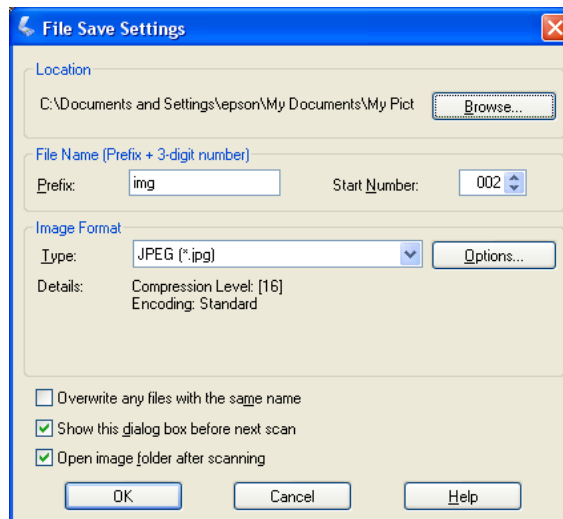 File Save Settings
Location
C:\Documents and Settings\epson\My Documents\My Pict
Browse...
File Name (Prefix + 3-digit number)
Prefix: img Start Number: 002
Image Format
Type: JPEG (*.jpg) Options...
Details: Compression Level: [16]
Encoding: Standard
Overwrite any files with the same name
Show this dialog box before next scan
Open image folder after scanning
OK Cancel Help